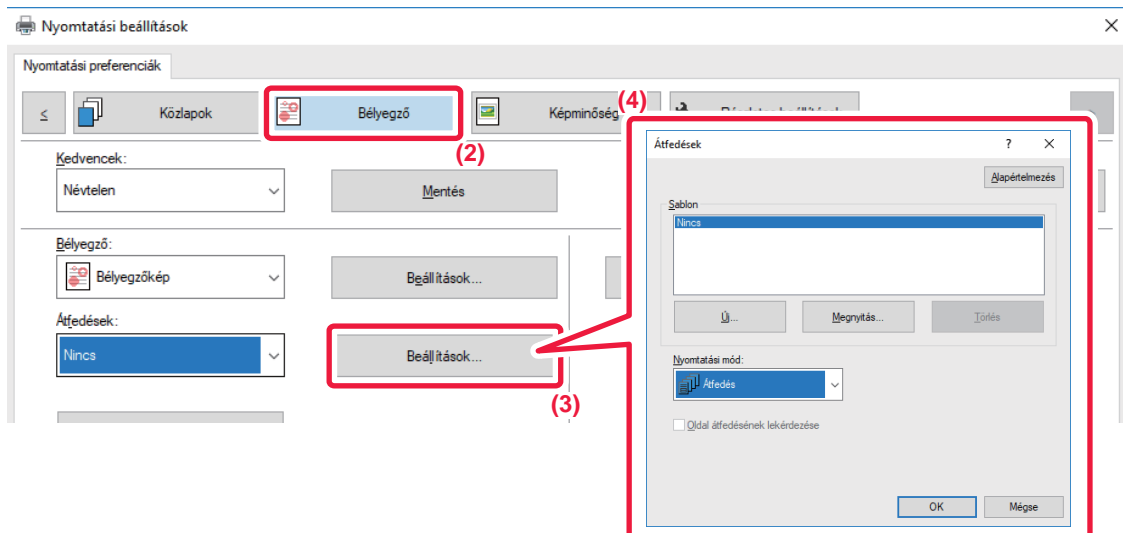 Nyomtatási beállítások
Nyomtatási preferenciák
≤
Közlapok
Bélyegző
Képminőség
(4)
(2)
Kedvencek:
Névtelen
Mentés
Bélyegző:
Bélyegzőkép
Beállítások...
Átfedések:
Nincs
Beállítások...
(3)
Átfedések
?
Alapértelmezés
Sablon
Nincs
Új...
Megnyitás...
Törlés
Nyomtatási mód:
Átfedés
Oldal átfedésének lekérdezése
OK
Mégse